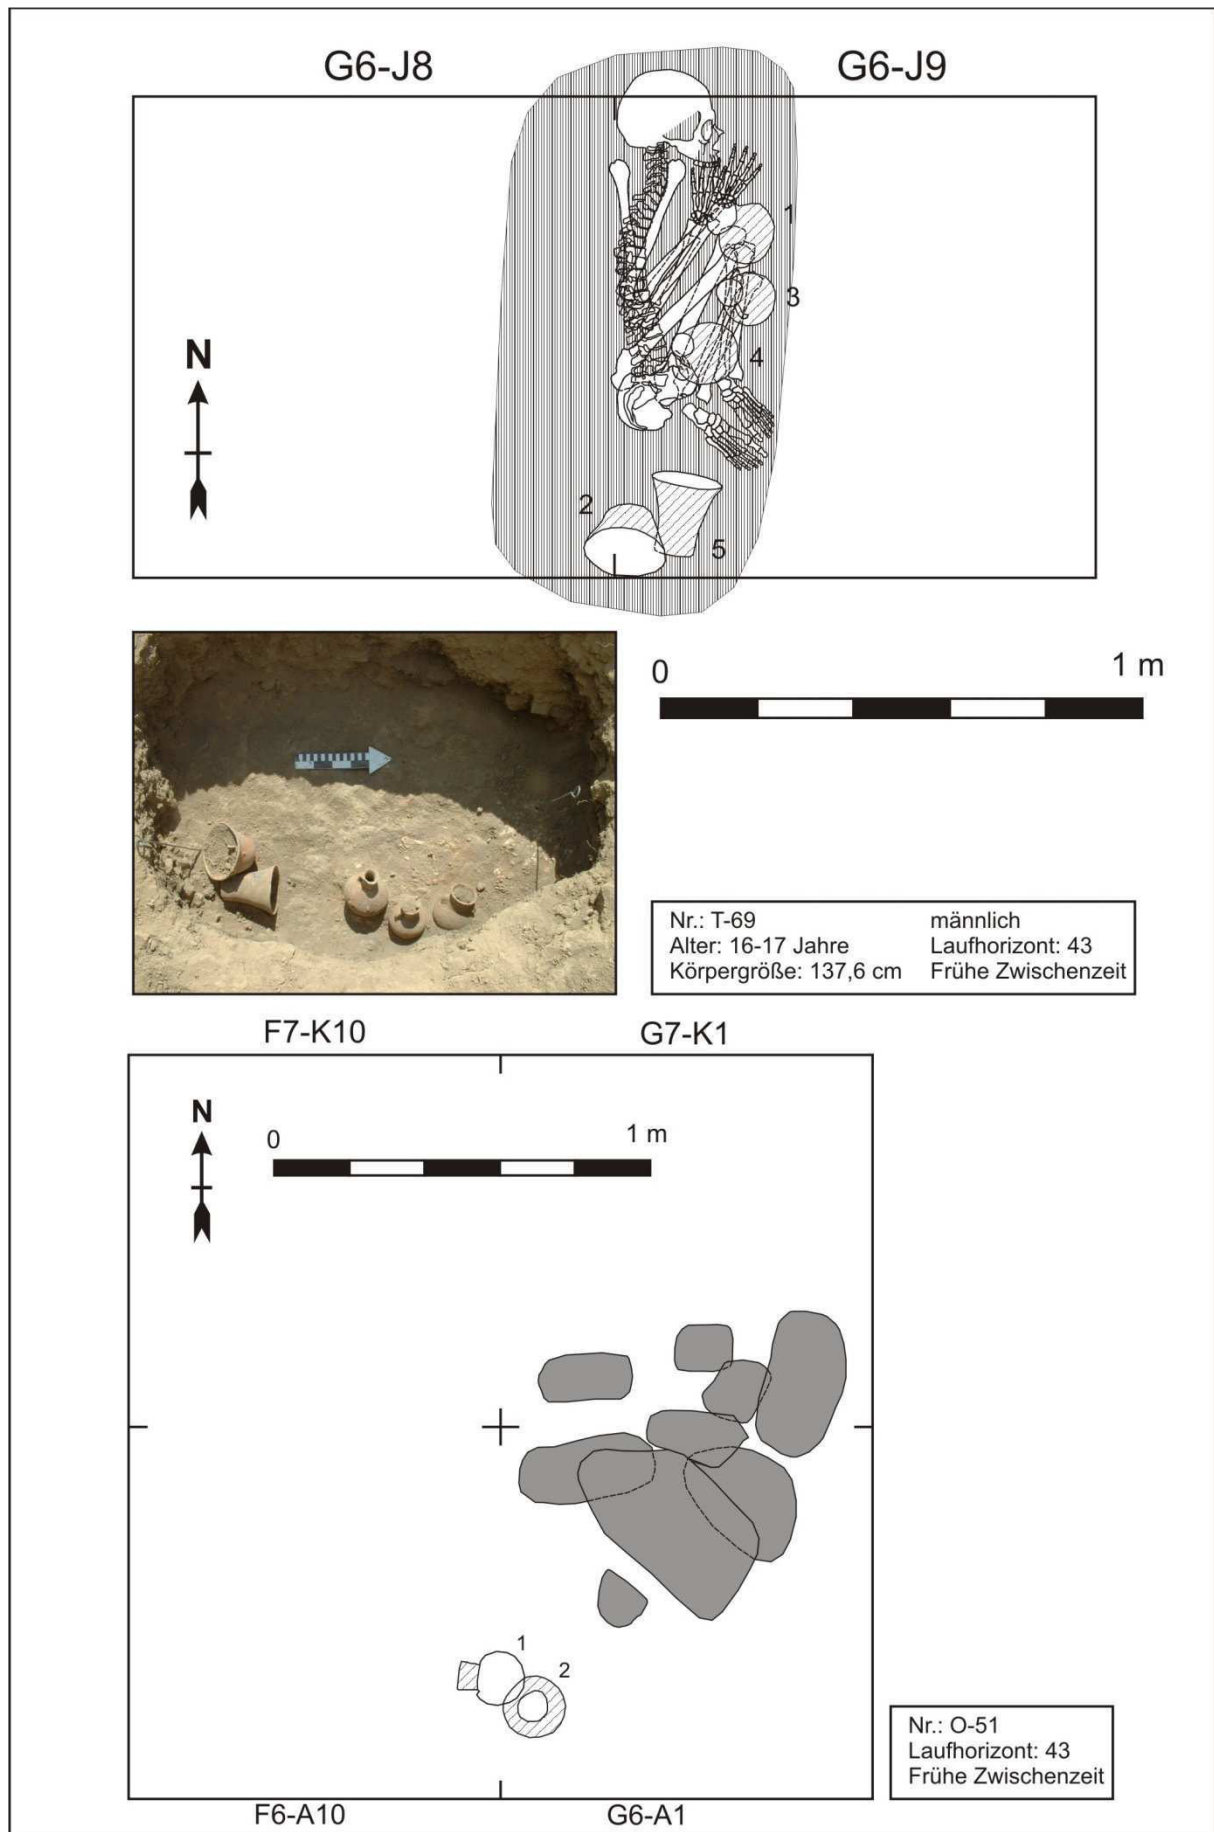 G6-J8 G6-J9
1
3
N
4
2
5
0 1 m
Nr.: T-69 männlich
Alter: 16-17 Jahre Laufhorizont: 43
Körpergröße: 137,6 cm Frühe Zwischenzeit
F7-K10 G7-K1
N
0 1 m
1
2
Nr.: O-51
Laufhorizont: 43
Frühe Zwischenzeit
F6-A10 G6-A1